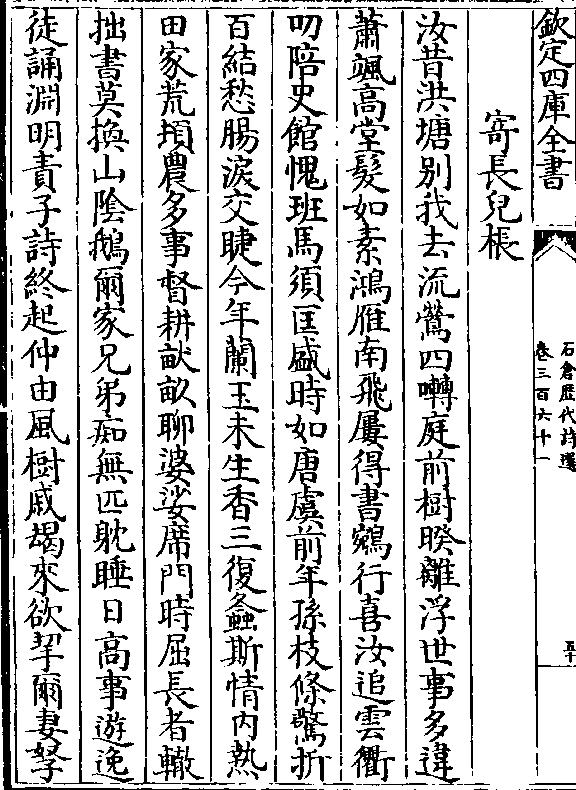 欽定四庫全書
石倉歷代詩選
卷三百六十一
五十
寄長兒棖
汝昔洪塘別我去流鶯四囀庭前樹睽離浮世事多違
蕭颯高堂髮如素鴻雁南飛屢得書鵷行喜汝追雲衢
叨陪史館愧班馬須匡盛時如唐虞前年孫枝條驚折
百結愁腸淚交睫今年蘭玉未生香三復螽斯情內熱
田家荒頓農多事督耕畎畝聊婆娑席門時屈長者轍
拙書莫換山陰鵝爾家兄弟痴無匹躭睡日高事遊逸
徒誦淵明責子詩終起仲由風樹戚朅來欲挈爾妻孥